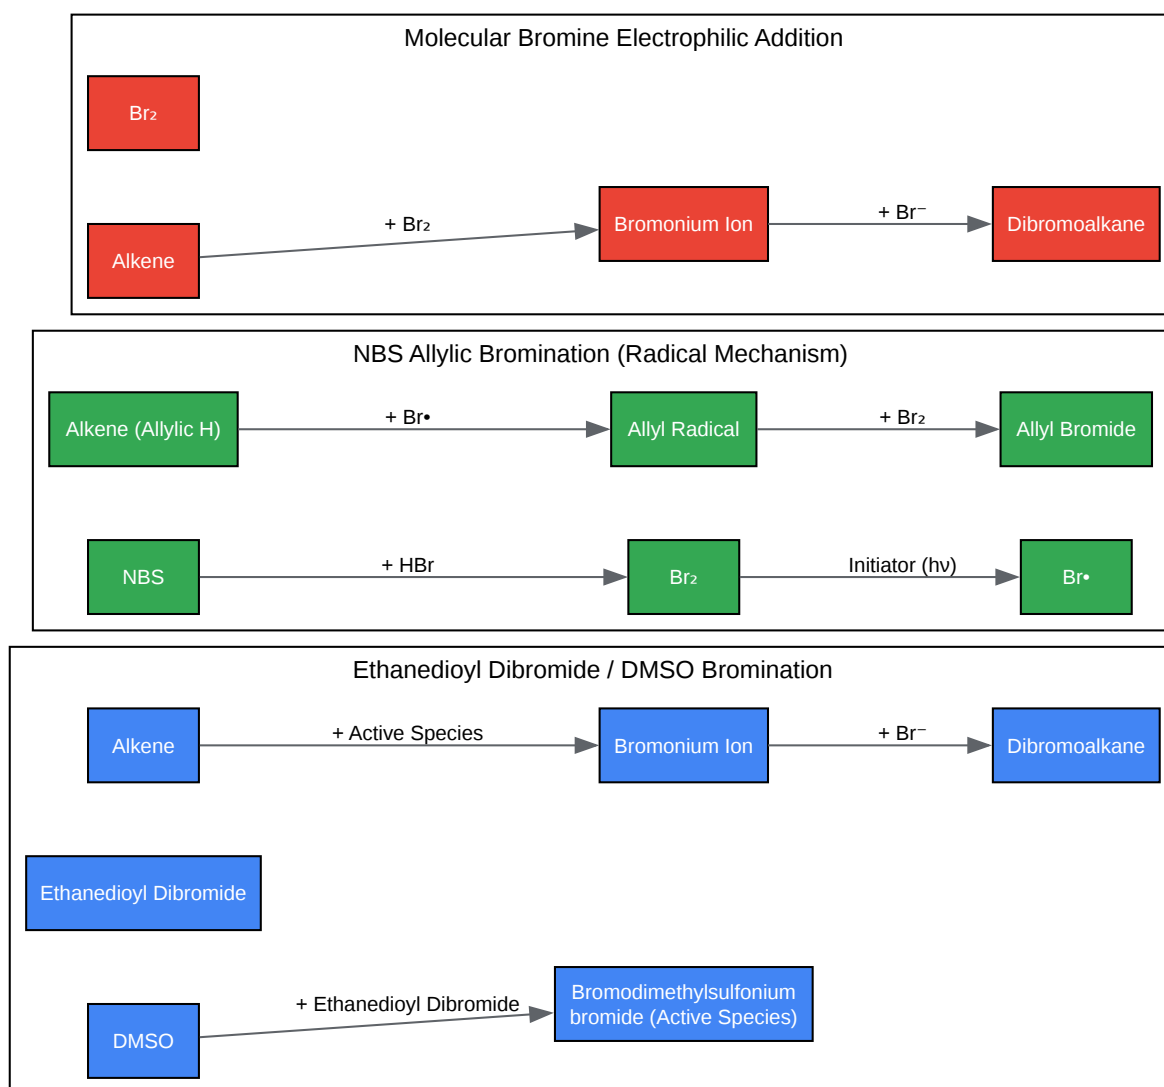 Molecular Bromine Electrophilic Addition
Br₂
Alkene
+ Br₂
Bromonium Ion
+ Br⁻
Dibromoalkane
NBS Allylic Bromination (Radical Mechanism)
Alkene (Allylic H)
+ Br•
Allyl Radical
+ Br₂
Allyl Bromide
NBS
+ HBr
Br₂
Initiator (hν)
Br•
Ethanedioyl Dibromide / DMSO Bromination
Alkene
+ Active Species
Bromonium Ion
+ Br⁻
Dibromoalkane
Ethanedioyl Dibromide
DMSO
+ Ethanedioyl Dibromide
Bromodimethylsulfonium
bromide (Active Species)